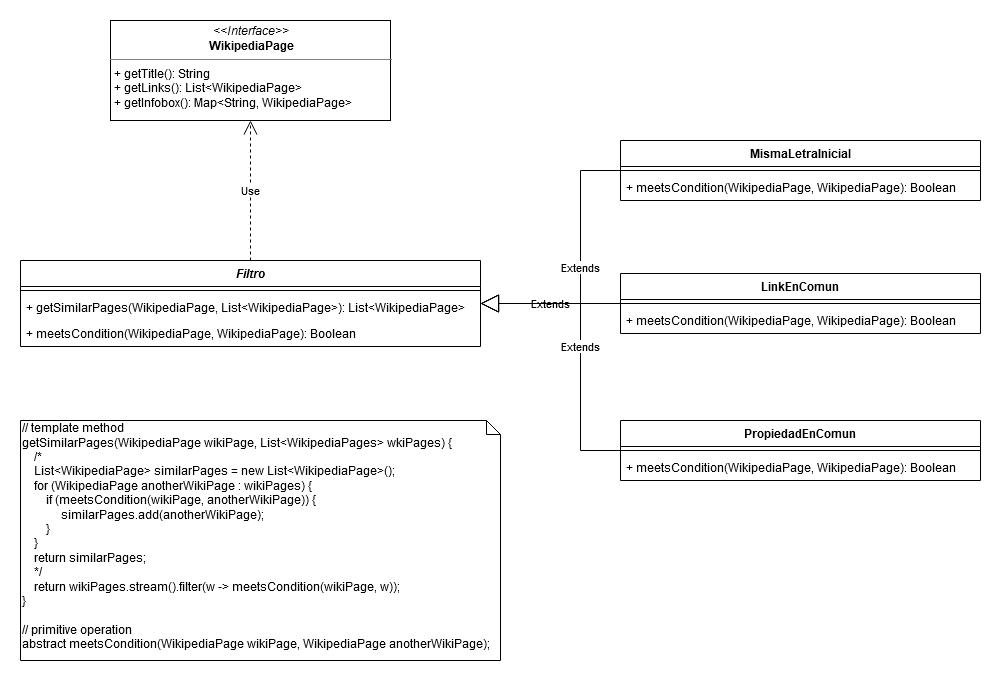 <<Interface>>
WikipediaPage
+ getTitle(): String
+ getLinks(): List<WikipediaPage>
+ getInfobox(): Map<String, WikipediaPage>
Use
Filtro
+ getSimilarPages(WikipediaPage, List<WikipediaPage>): List<WikipediaPage>
+ meetsCondition(WikipediaPage, WikipediaPage): Boolean
Extends
Extends
Extends
MismaLetraInicial
+ meetsCondition(WikipediaPage, WikipediaPage): Boolean
LinkEnComun
+ meetsCondition(WikipediaPage, WikipediaPage): Boolean
PropiedadEnComun
+ meetsCondition(WikipediaPage, WikipediaPage): Boolean
// template method
getSimilarPages(WikipediaPage wikiPage, List<WikipediaPages> wkiPages) {
/*
List<WikipediaPage> similarPages = new List<WikipediaPage>();
for (WikipediaPage anotherWikiPage : wikiPages) {
if (meetsCondition(wikiPage, anotherWikiPage)) {
similarPages.add(anotherWikiPage);
}
}
return similarPages;
*/
return wikiPages.stream().filter(w -> meetsCondition(wikiPage, w));
}
// primitive operation
abstract meetsCondition(WikipediaPage wikiPage, WikipediaPage anotherWikiPage);